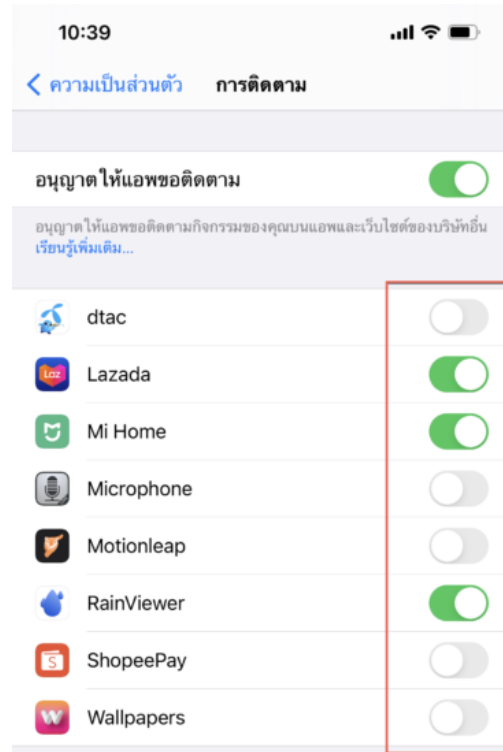 10:39
ความเป็นส่วนตัว การติดตาม
อนุญาตให้แอพขอติดตาม
อนุญาตให้แอพขอติดตามกิจกรรมของคุณบนแอพและเว็บไซต์ของบริษัทอื่น
เรียนรู้เพิ่มเติม...
dtac
Laz
Lazada
Mi Home
Microphone
Motionleap
RainViewer
S
ShopeePay
W
Wallpapers